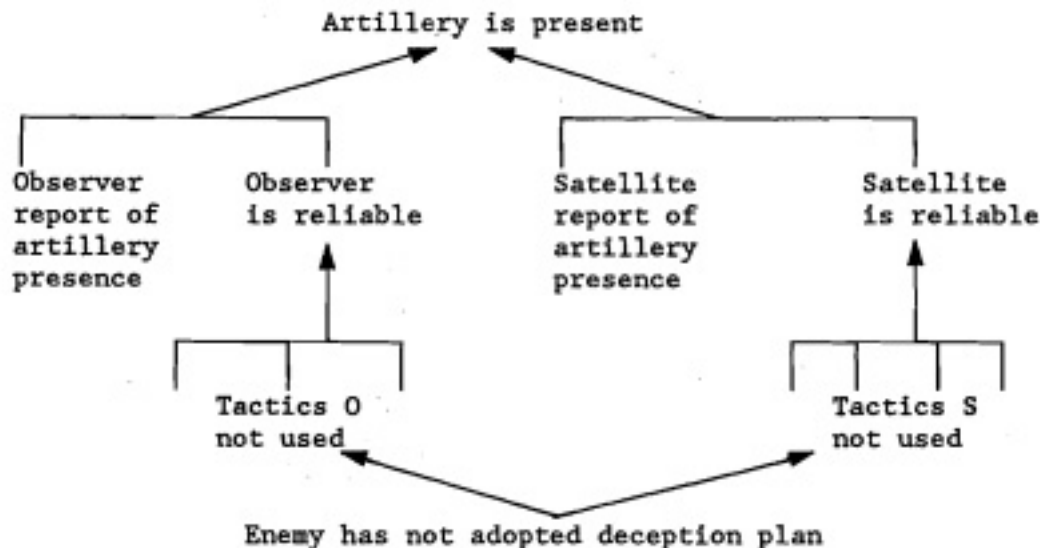 Artillery is present
Observer
report of
artillery
presence
Observer
is reliable
Satellite
report of
artillery
presence
Satellite
is reliable
Tactics O
not used
Tactics S
not used
Enemy has not adopted deception plan